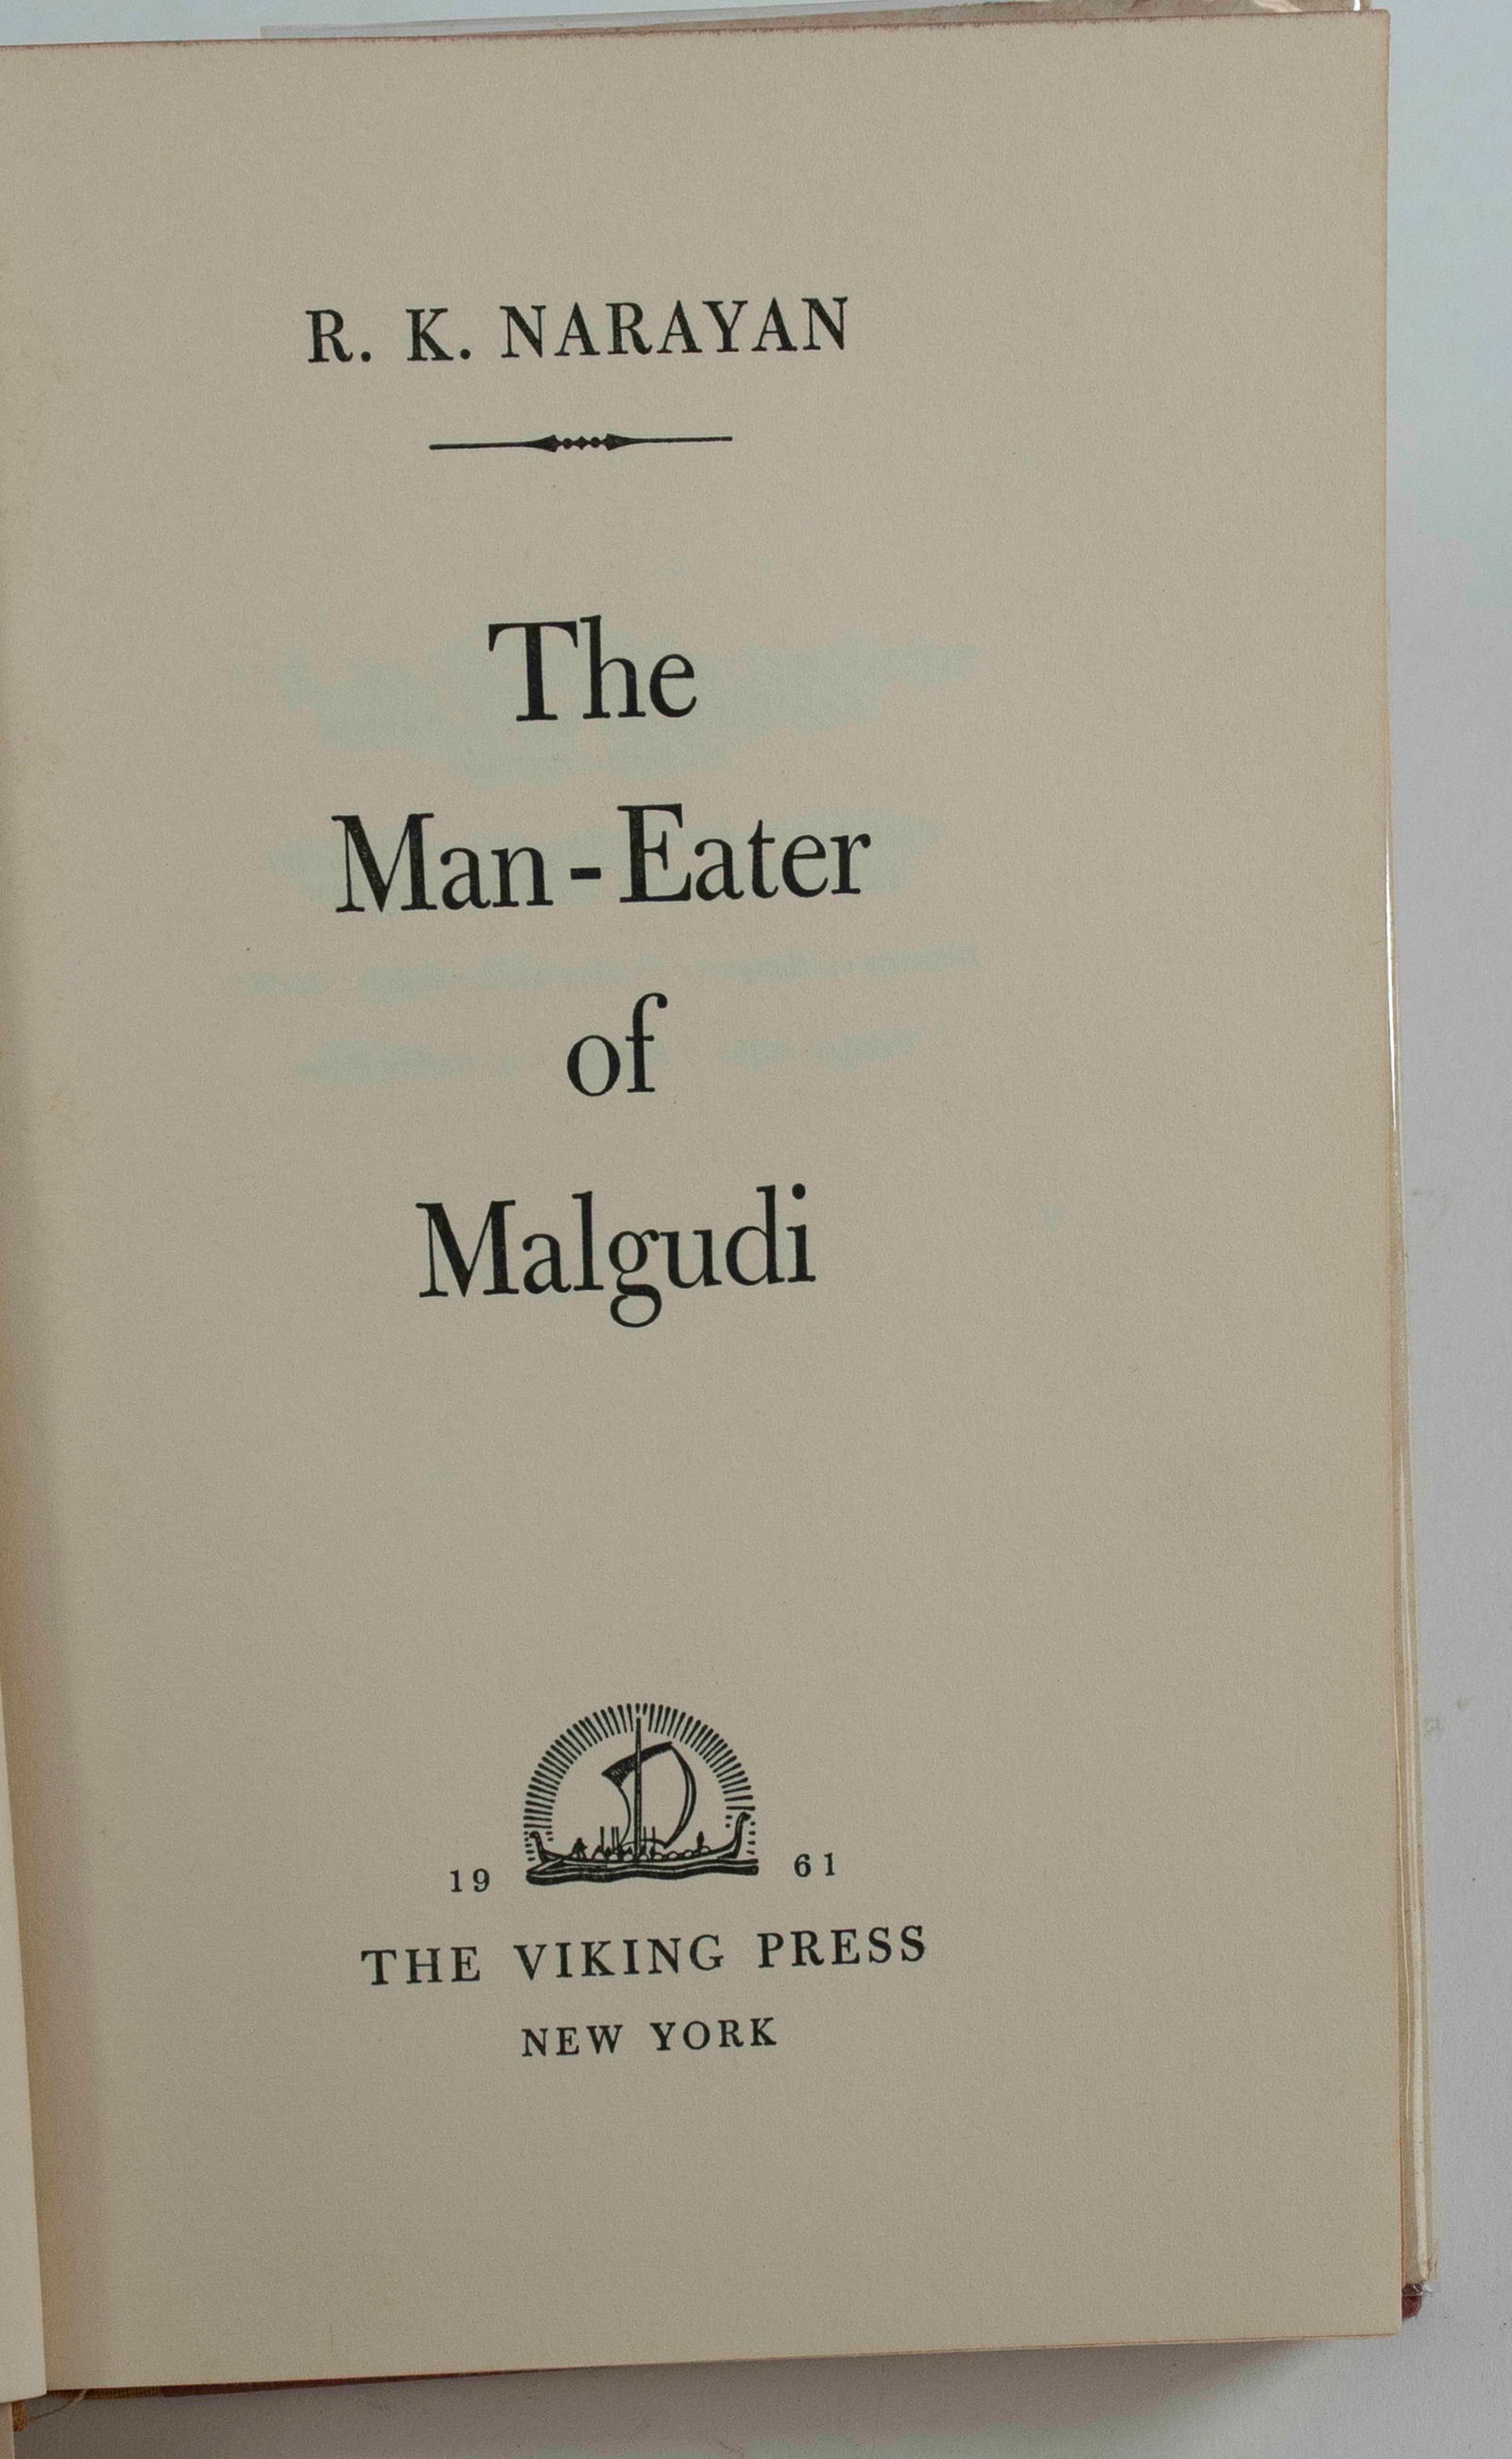 R. K. NARAYAN
The
Man-Eater
of
Malgudi
19 61
THE VIKING PRESS
NEW YORK